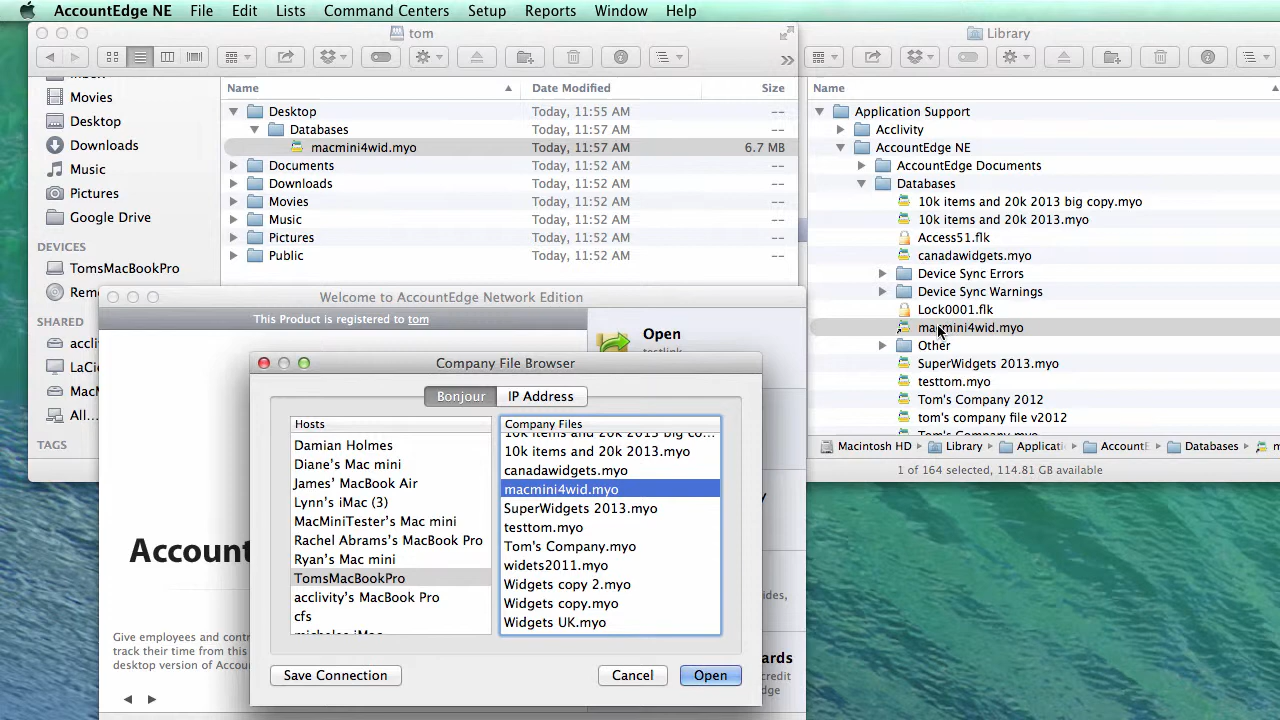 AccountEdge NE File Edit Lists Command Centers Setup Reports Window Help
tom
Movies
Desktop
Downloads
Music
Pictures
Google Drive
DEVICES
TomsMacBookPro
SHARED
All...
TAGS
Name Date Modified Size
Desktop Today, 11:55 AM --
Databases Today, 11:57 AM --
macmini4wid.myo Today, 11:57 AM 6.7 MB
Documents Today, 11:52 AM --
Downloads Today, 11:52 AM --
Movies Today, 11:52 AM --
Music Today, 11:52 AM --
Pictures Today, 11:52 AM --
Public Today, 11:52 AM --
Library
Name
Application Support
Acclivity
AccountEdge NE
AccountEdge Documents
Databases
10k items and 20k 2013 big copy.myo
10k items and 20k 2013.myo
Access51.flk
canadawidgets.myo
Device Sync Errors
Device Sync Warnings
Lock0001.flk
macmini4wid.myo
Other
SuperWidgets 2013.myo
testtom.myo
Tom's Company 2012
tom's company file v2012
Macintosh HD Library Applicati Account Databases m
1 of 164 selected, 114.81 GB available
Welcome to AccountEdge Network Edition
This Product is registered to tom
Open
Account
Give employees and contr
track their time from this
desktop version of Accou
Company File Browser
Bonjour IP Address
Hosts
Damian Holmes
Diane's Mac mini
James' MacBook Air
Lynn's iMac (3)
MacMiniTester's Mac mini
Rachel Abrams's MacBook Pro
Ryan's Mac mini
TomsMacBookPro
acclivity's MacBook Pro
cfs
Company Files
10k items and 20k 2013 big co...
10k items and 20k 2013.myo
canadawidgets.myo
macmini4wid.myo
SuperWidgets 2013.myo
testtom.myo
Tom's Company.myo
widets2011.myo
Widgets copy 2.myo
Widgets copy.myo
Widgets UK.myo
Save Connection Cancel Open